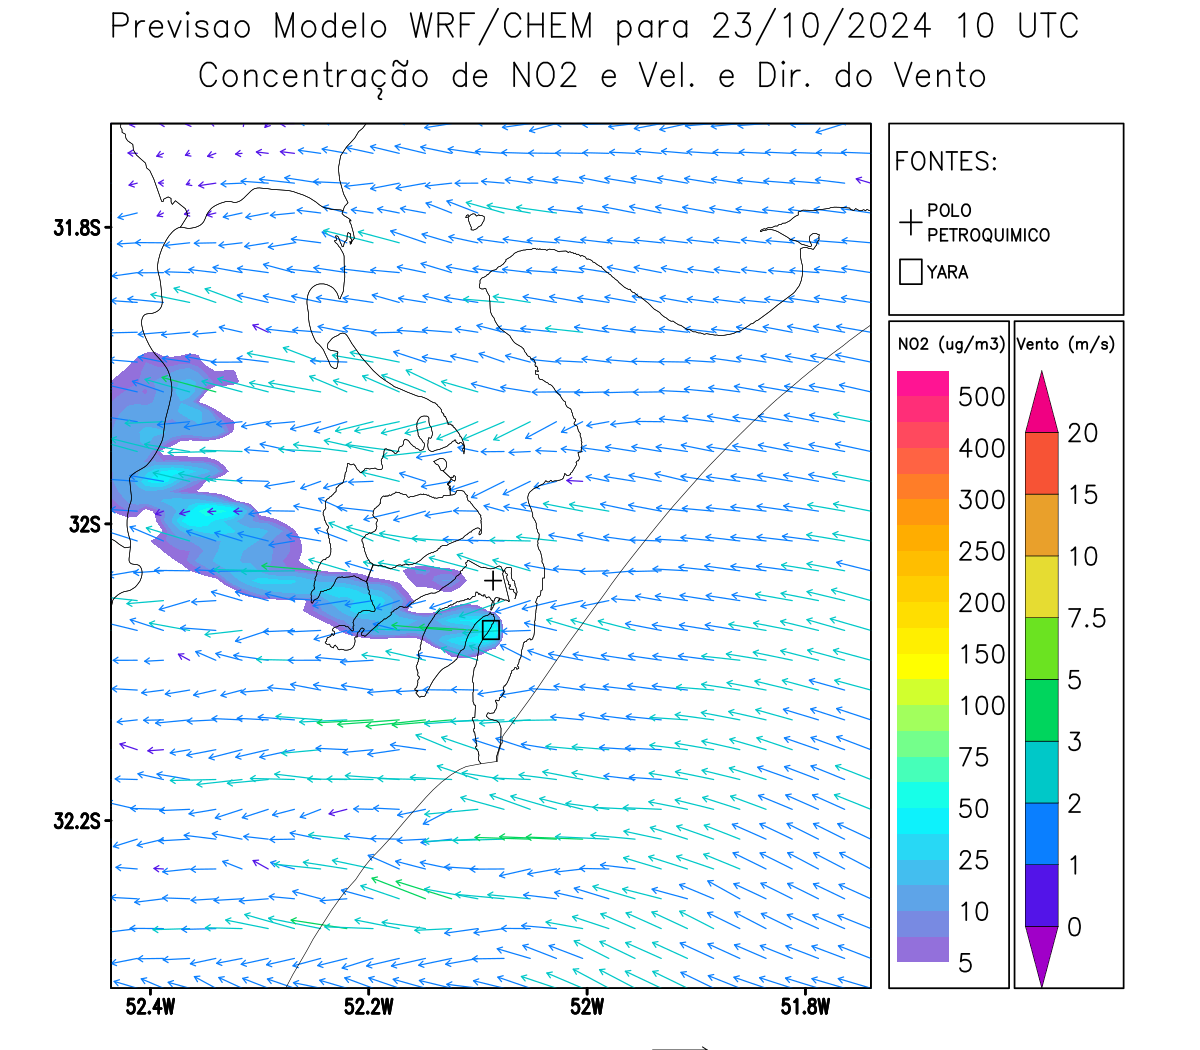 Previsao Modelo WRF/CHEM para 23/10/2024 10 UTC
Concentração de NO2 e Vel. e Dir. do Vento
FONTES:
POLO
PETROQUIMICO
YARA
NO2 (ug/m3)
500
400
300
250
200
150
100
75
50
25
10
5
Vento (m/s)
20
15
10
7.5
5
3
2
1
0
31.8S
32S
32.2S
52.4W
52.2W
52W
51.8W